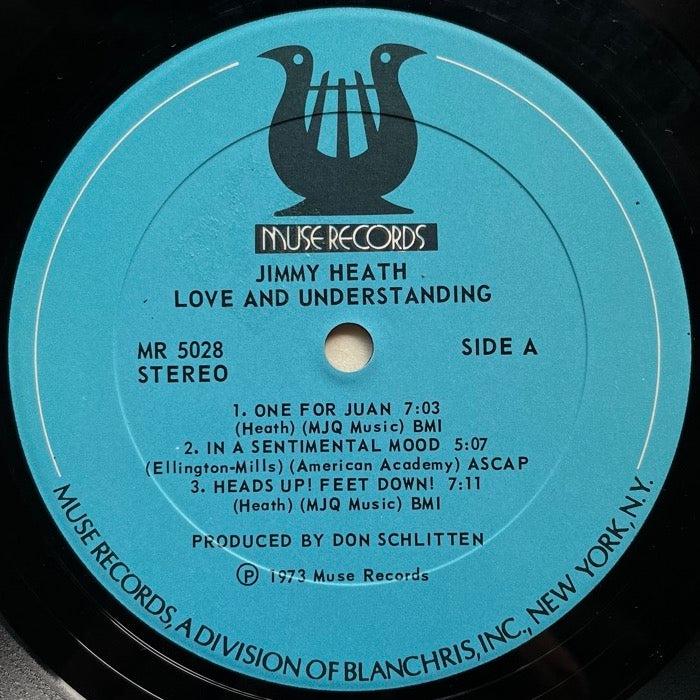 MUSE RECORDS
JIMMY HEATH
LOVE AND UNDERSTANDING
MR 5028
STEREO
SIDE A
1. ONE FOR JUAN 7:03
(Heath) (MJQ Music) BMI
2. IN A SENTIMENTAL MOOD 5:07
(Ellington-Mills) (American Academy) ASCAP
3. HEADS UP! FEET DOWN! 7:11
(Heath) (MJQ Music) BMI
PRODUCED BY DON SCHLITTEN
Ⓟ 1973 Muse Records
MUSE RECORDS, A DIVISION OF BLANCHRIS, INC., NEW YORK, N.Y.